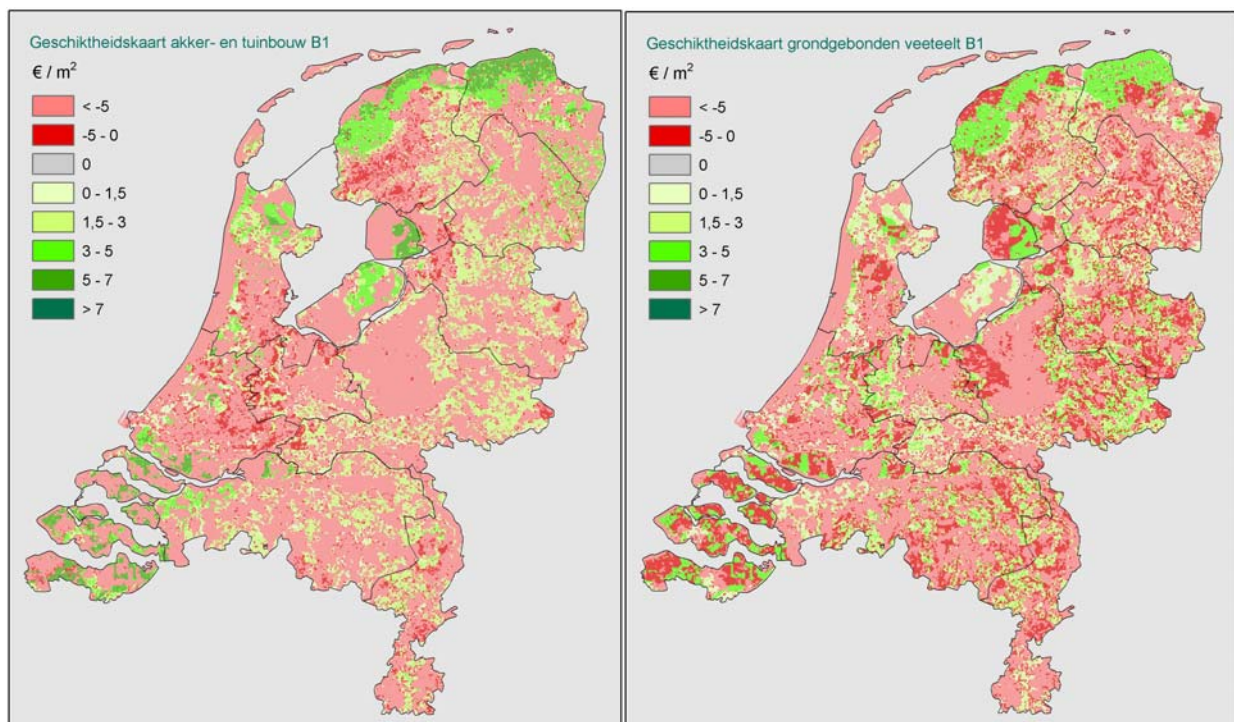 Geschiktheidskaart akker- en tuinbouw B1
€ / m²
< -5
-5 - 0
0
0 - 1,5
1,5 - 3
3 - 5
5 - 7
> 7
Geschiktheidskaart grondgebonden veeteelt B1
€ / m²
< -5
-5 - 0
0
0 - 1,5
1,5 - 3
3 - 5
5 - 7
> 7